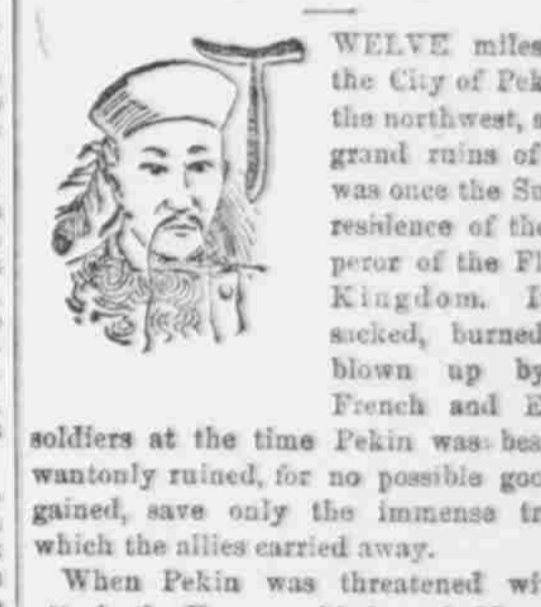 TWELVE miles
the City of Pek
the northwest, s
grand ruins of
was once the Su
residence of the
peror of the Fl
Kingdom. I
sacked, burned
blown up by
French and E
soldiers at the time Pekin was bea
wantonly ruined, for no possible goo
gained, save only the immense tr
which the allies carried away.
When Pekin was threatened wi